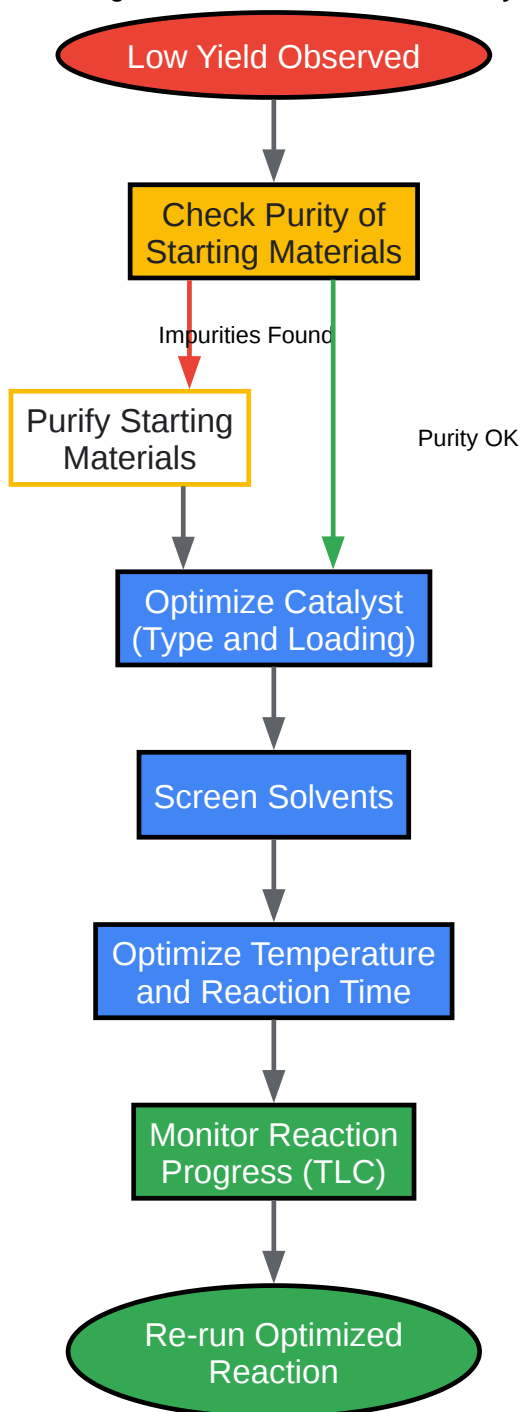 Low Yield Observed
Check Purity of
Starting Materials
Impurities Found
Purify Starting
Materials
Purity OK
Optimize Catalyst
(Type and Loading)
Screen Solvents
Optimize Temperature
and Reaction Time
Monitor Reaction
Progress (TLC)
Re-run Optimized
Reaction